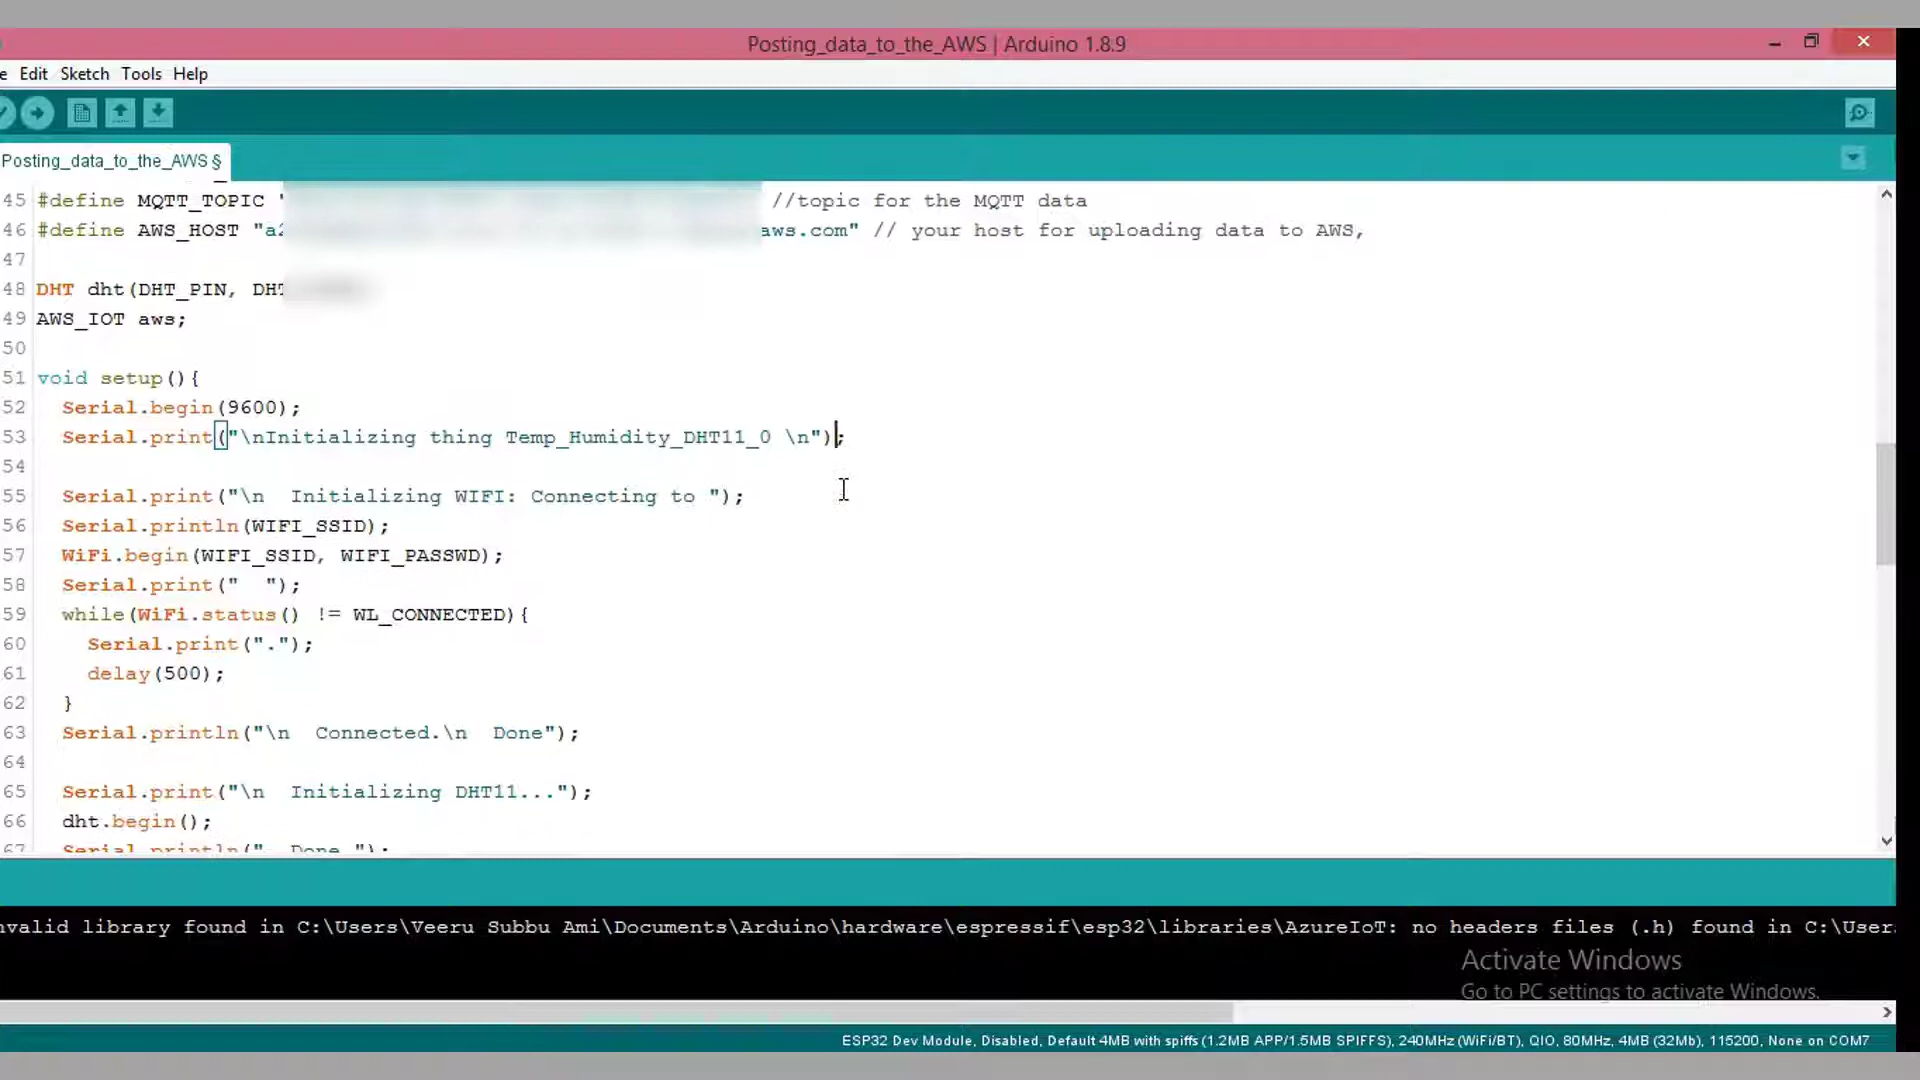 Posting_data_to_the_AWS | Arduino 1.8.9
e Edit Sketch Tools Help
Posting_data_to_the_AWS §
45 #define MQTT_TOPIC " //topic for the MQTT data
46 #define AWS_HOST "a2 aws.com" // your host for uploading data to AWS,
47
48 DHT dht(DHT_PIN, DHT
49 AWS_IOT aws;
50
51 void setup(){
52 Serial.begin(9600);
53 Serial.print("\nInitializing thing Temp_Humidity_DHT11_0 \n");
54
55 Serial.print("\n  Initializing WIFI: Connecting to ");
56 Serial.println(WIFI_SSID);
57 WiFi.begin(WIFI_SSID, WIFI_PASSWD);
58 Serial.print("  ");
59 while(WiFi.status() != WL_CONNECTED){
60 Serial.print(".");
61 delay(500);
62 }
63 Serial.println("\n  Connected.\n  Done");
64
65 Serial.print("\n  Initializing DHT11...");
66 dht.begin();
67 Serial.println("  Done.");
nvalid library found in C:\Users\Veeru Subbu Ami\Documents\Arduino\hardware\espressif\esp32\libraries\AzureIoT: no headers files (.h) found in C:\User
Activate Windows
Go to PC settings to activate Windows.
ESP32 Dev Module, Disabled, Default 4MB with spiffs (1.2MB APP/1.5MB SPIFFS), 240MHz (WiFi/BT), QIO, 80MHz, 4MB (32Mb), 115200, None on COM7